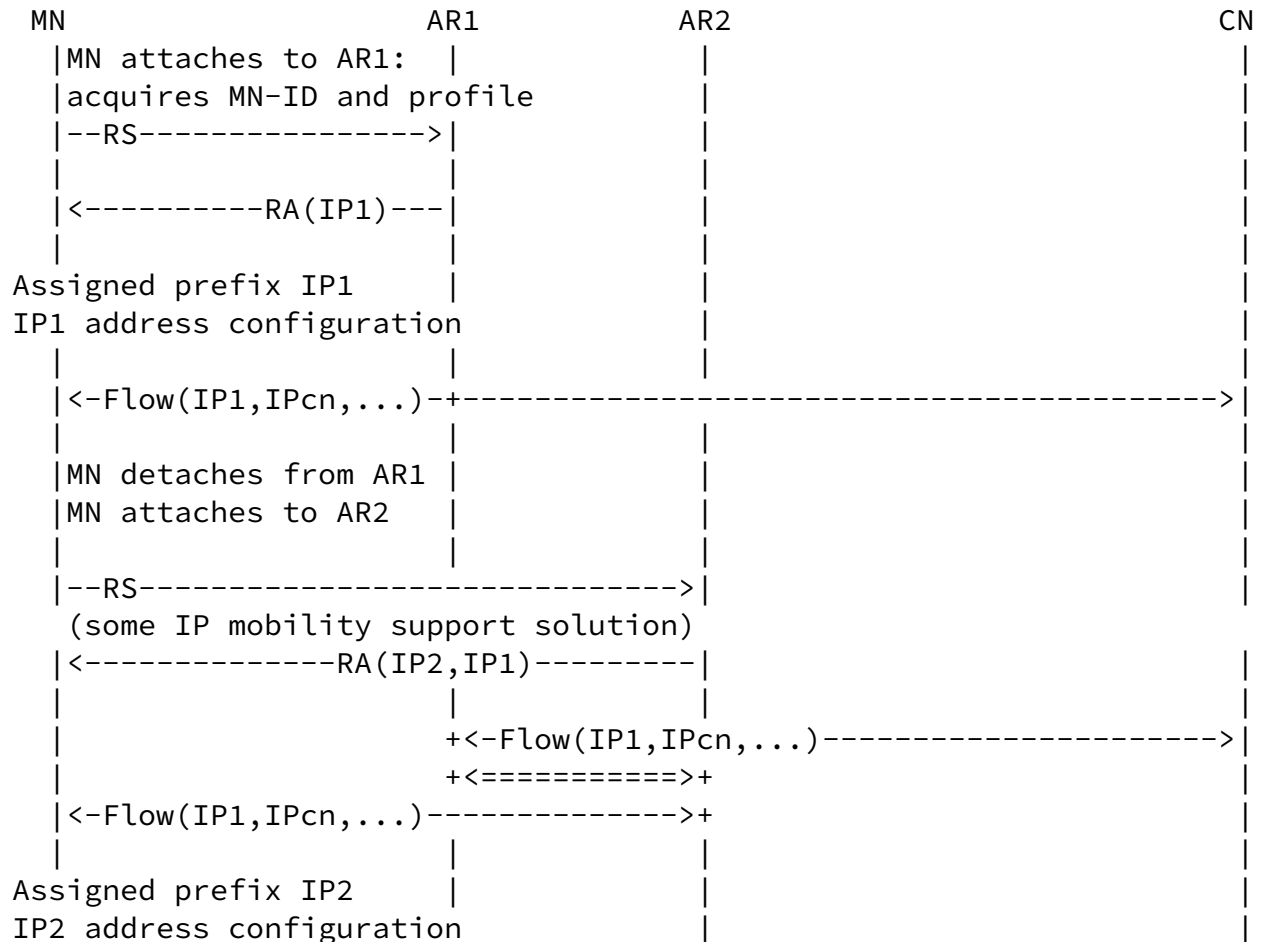 MN                    AR1           AR2                          CN
  |MN attaches to AR1:  |             |                             |
  |acquires MN-ID and profile         |                             |
  |--RS---------------->|             |                             |
  |                     |             |                             |
  |<----------RA(IP1)---|             |                             |
  |                     |             |                             |
Assigned prefix IP1     |             |                             |
IP1 address configuration             |                             |
  |                     |             |                             |
  |<-Flow(IP1,IPcn,...)-+------------------------------------------>|
  |                     |             |                             |
  |MN detaches from AR1 |             |                             |
  |MN attaches to AR2   |             |                             |
  |                     |             |                             |
  |--RS------------------------------>|                             |
   (some IP mobility support solution)
  |<--------------RA(IP2,IP1)---------|                             |
  |                     |             |                             |
  |                     +<-Flow(IP1,IPcn,...)---------------------->|
  |                     +<===========>+                             |
  |<-Flow(IP1,IPcn,...)-------------->+                             |
  |                     |             |                             |
Assigned prefix IP2     |             |                             |
IP2 address configuration             |                             |